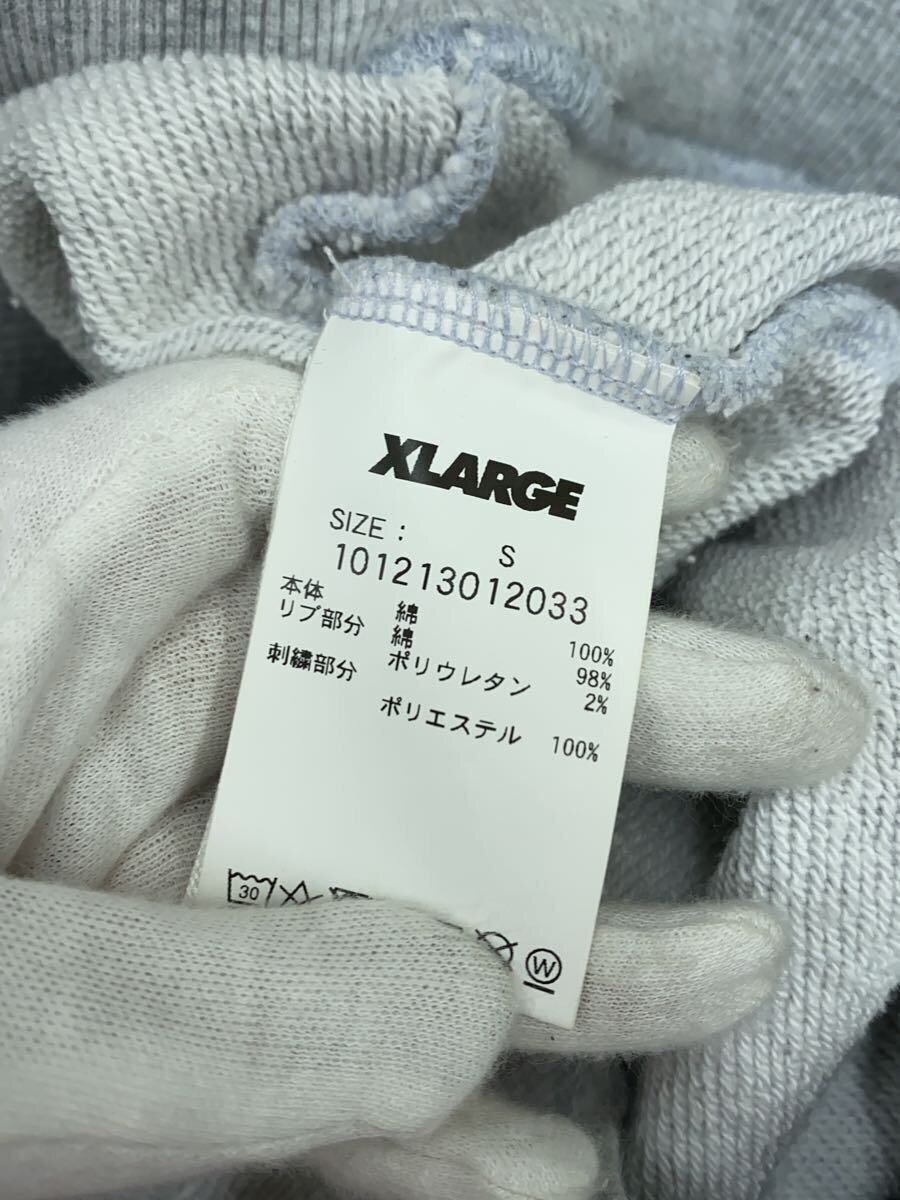 XLARGE
SIZE : S
101213012033
本体 綿 100%
リブ部分 綿 98%
ポリウレタン 2%
刺繍部分
ポリエステル 100%
30
W